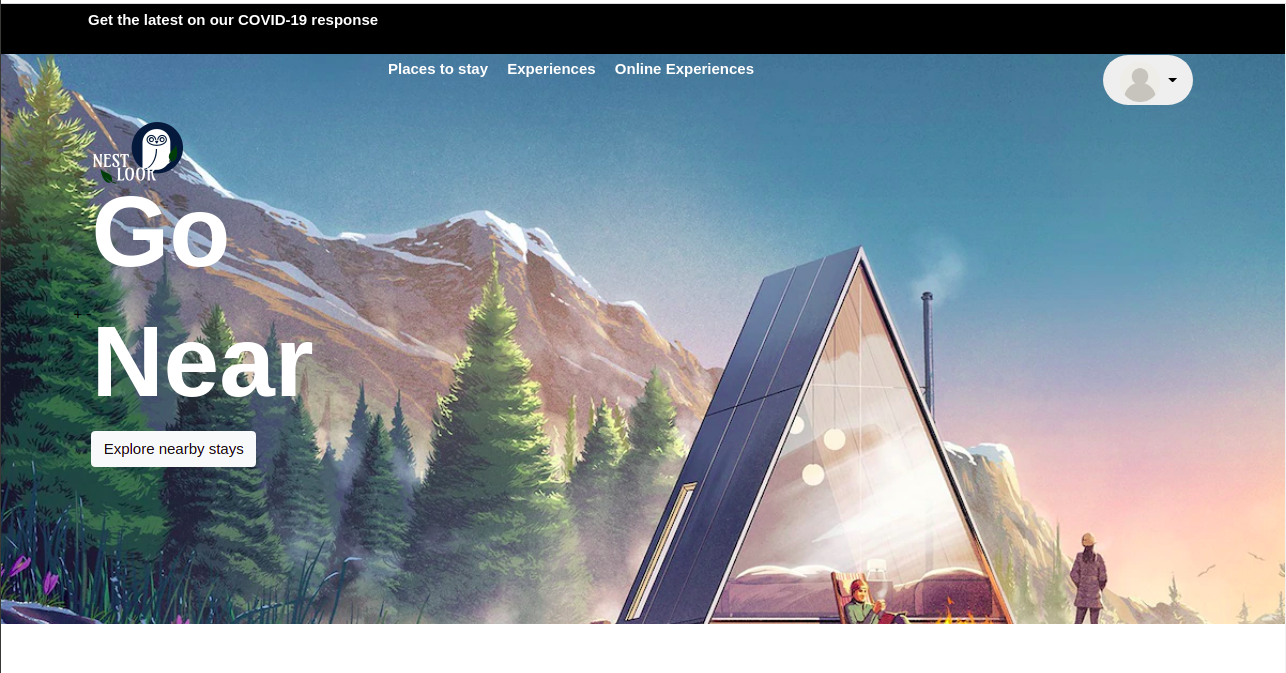 Get the latest on our COVID-19 response
Places to stay Experiences Online Experiences
NEST
LOOK
Go
Near
Explore nearby stays